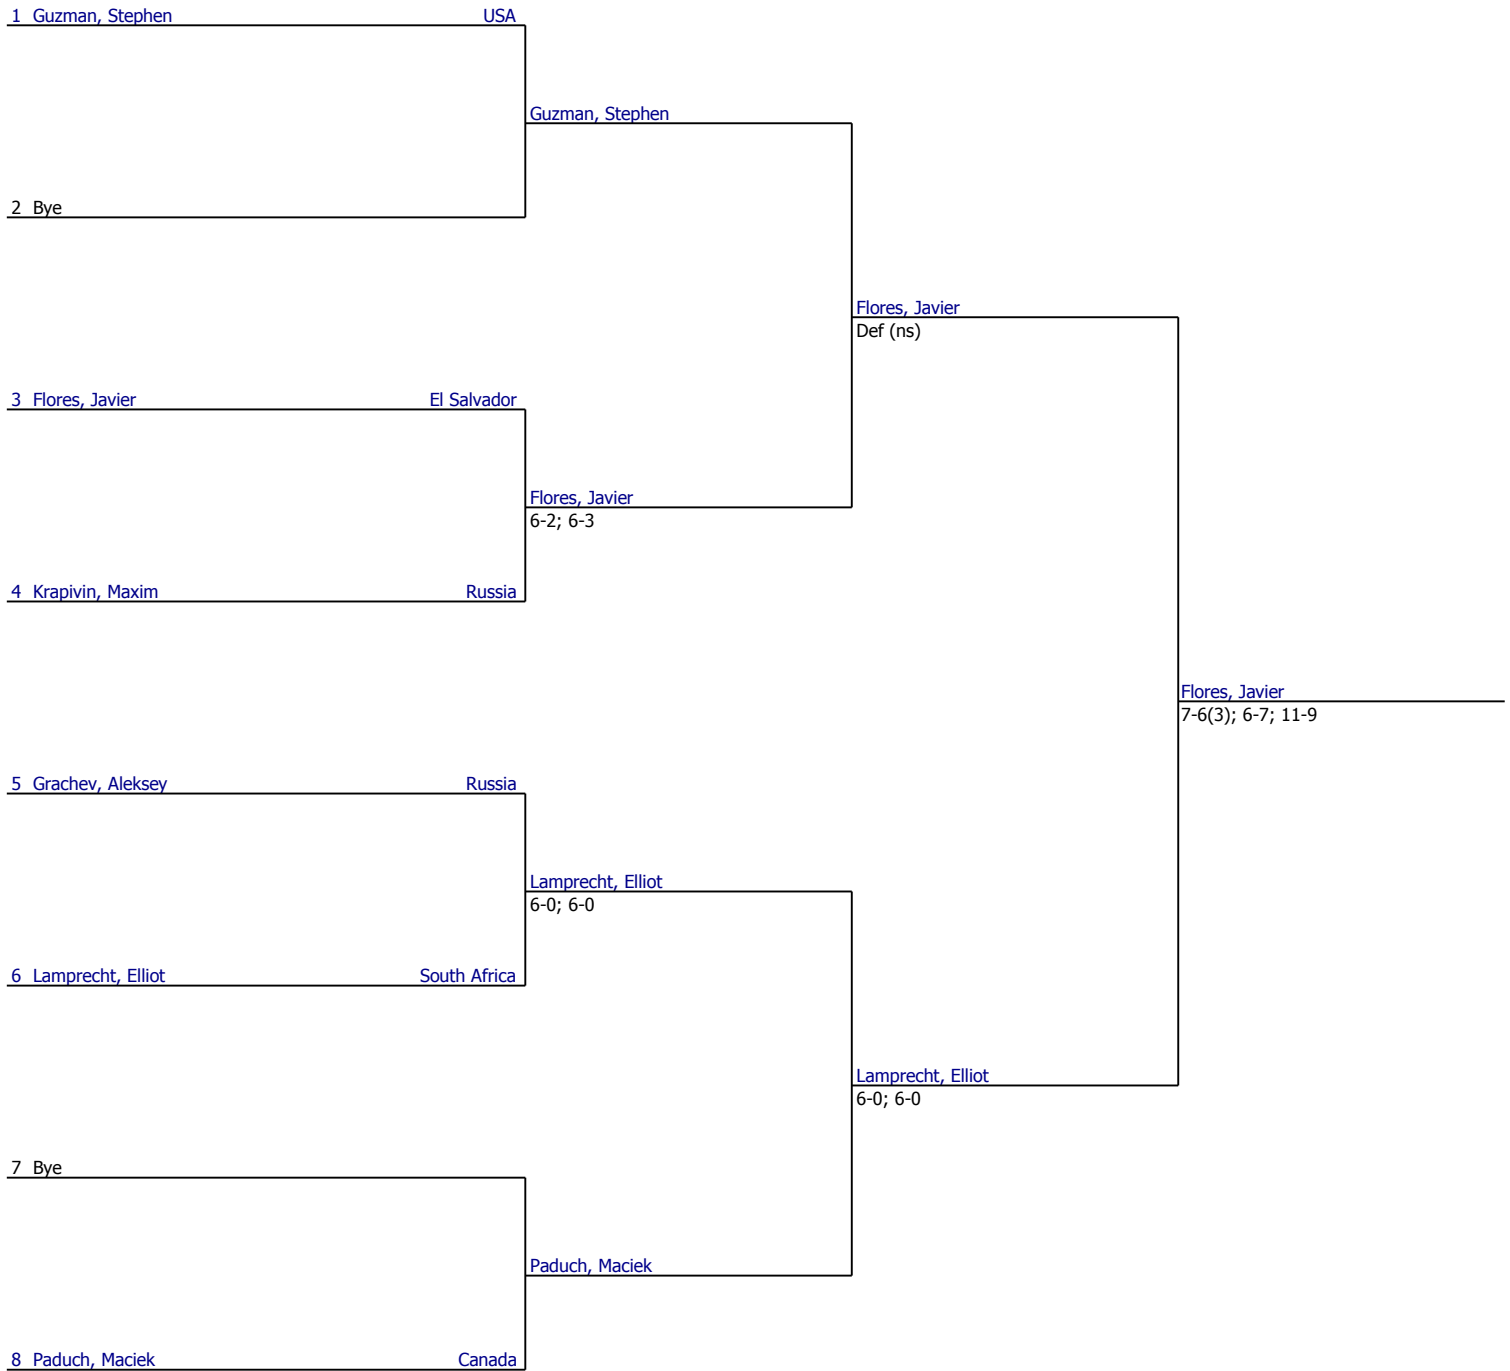 1 Guzman, Stephen USA
Guzman, Stephen
2 Bye
Flores, Javier
Def (ns)
3 Flores, Javier El Salvador
Flores, Javier
6-2; 6-3
4 Krapivin, Maxim Russia
Flores, Javier
7-6(3); 6-7; 11-9
5 Grachev, Aleksey Russia
Lamprecht, Elliot
6-0; 6-0
6 Lamprecht, Elliot South Africa
Lamprecht, Elliot
6-0; 6-0
7 Bye
Paduch, Maciek
8 Paduch, Maciek Canada